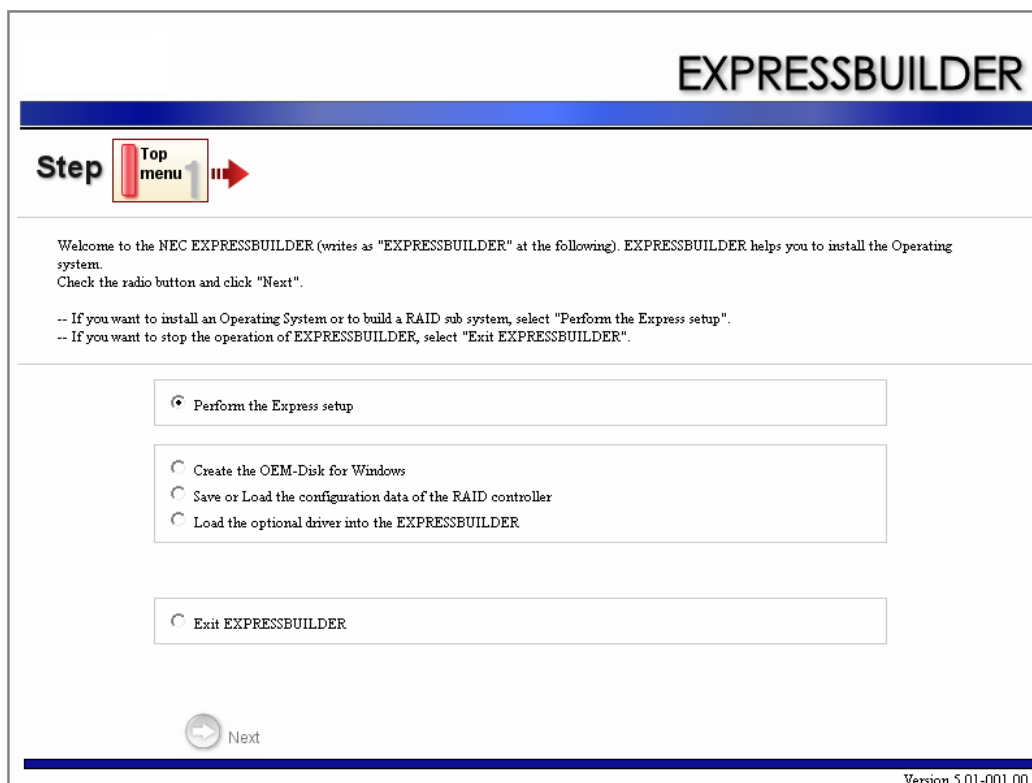 EXPRESSBUILDER
Step
Top
menu 1
Welcome to the NEC EXPRESSBUILDER (writes as "EXPRESSBUILDER" at the following). EXPRESSBUILDER helps you to install the Operating
system.
Check the radio button and click "Next".
-- If you want to install an Operating System or to build a RAID sub system, select "Perform the Express setup".
-- If you want to stop the operation of EXPRESSBUILDER, select "Exit EXPRESSBUILDER".
Perform the Express setup
Create the OEM-Disk for Windows
Save or Load the configuration data of the RAID controller
Load the optional driver into the EXPRESSBUILDER
Exit EXPRESSBUILDER
Next
Version 5.01-001.00